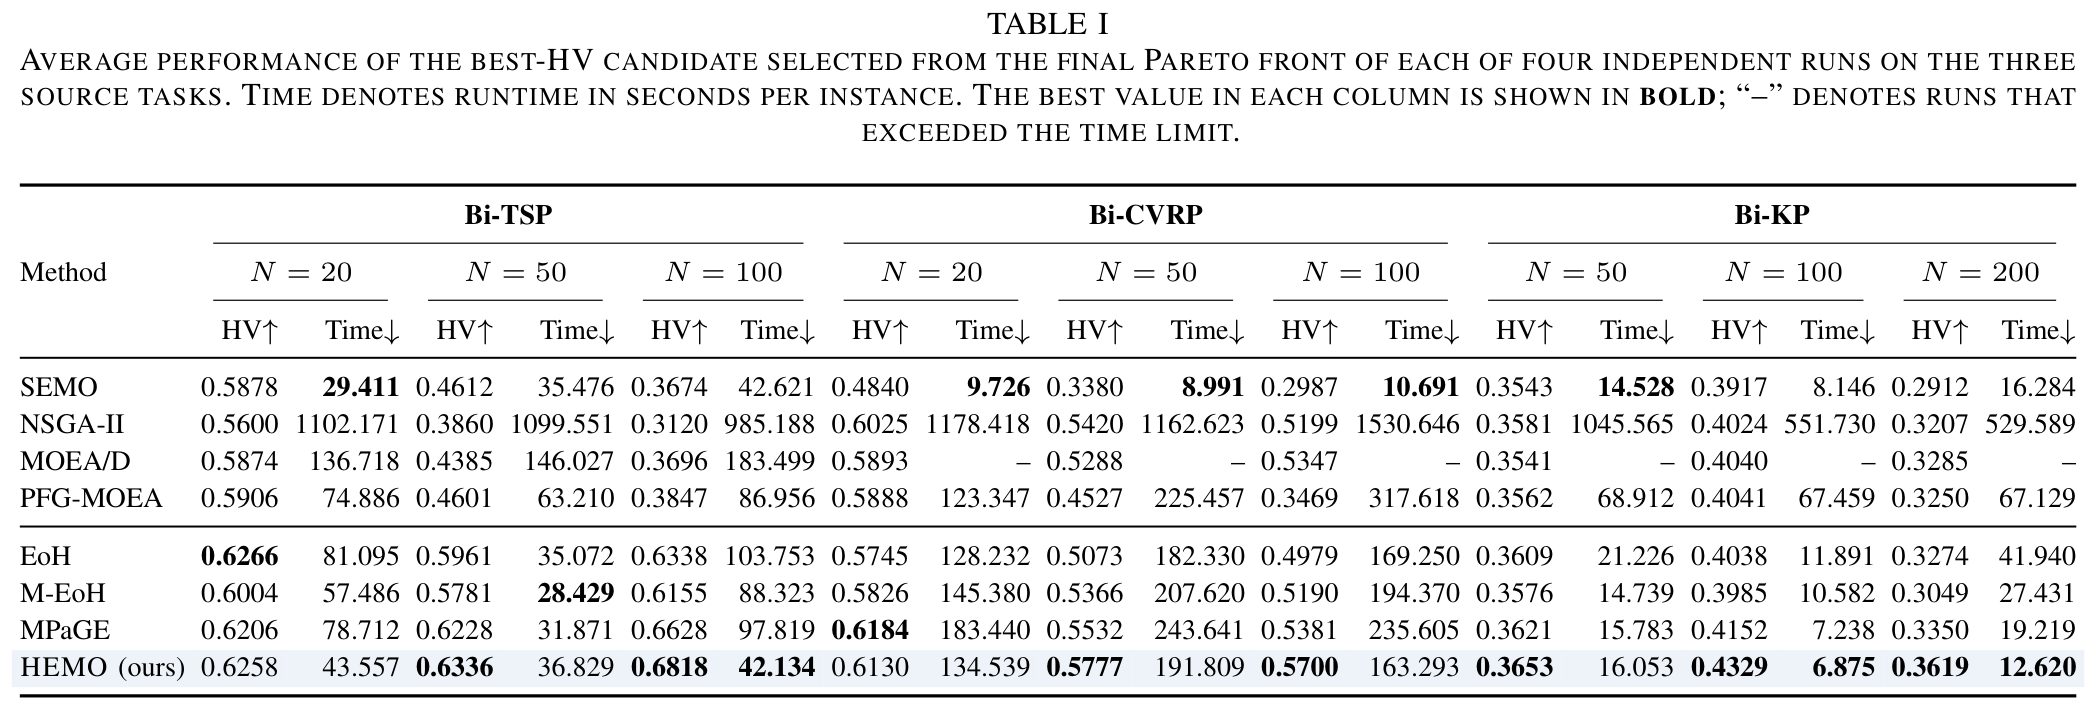 TABLE I
AVERAGE PERFORMANCE OF THE BEST-HV CANDIDATE SELECTED FROM THE FINAL PARETO FRONT OF EACH OF FOUR INDEPENDENT RUNS ON THE THREE
SOURCE TASKS. TIME DENOTES RUNTIME IN SECONDS PER INSTANCE. THE BEST VALUE IN EACH COLUMN IS SHOWN IN BOLD; “–” DENOTES RUNS THAT
EXCEEDED THE TIME LIMIT.
Bi-TSP Bi-CVRP Bi-KP
Method N = 20 N = 50 N = 100 N = 20 N = 50 N = 100 N = 50 N = 100 N = 200
HV↑ Time↓ HV↑ Time↓ HV↑ Time↓ HV↑ Time↓ HV↑ Time↓ HV↑ Time↓ HV↑ Time↓ HV↑ Time↓ HV↑ Time↓
SEMO 0.5878 29.411 0.4612 35.476 0.3674 42.621 0.4840 9.726 0.3380 8.991 0.2987 10.691 0.3543 14.528 0.3917 8.146 0.2912 16.284
NSGA-II 0.5600 1102.171 0.3860 1099.551 0.3120 985.188 0.6025 1178.418 0.5420 1162.623 0.5199 1530.646 0.3581 1045.565 0.4024 551.730 0.3207 529.589
MOEA/D 0.5874 136.718 0.4385 146.027 0.3696 183.499 0.5893 – 0.5288 – 0.5347 – 0.3541 – 0.4040 – 0.3285 –
PFG-MOEA 0.5906 74.886 0.4601 63.210 0.3847 86.956 0.5888 123.347 0.4527 225.457 0.3469 317.618 0.3562 68.912 0.4041 67.459 0.3250 67.129
EoH 0.6266 81.095 0.5961 35.072 0.6338 103.753 0.5745 128.232 0.5073 182.330 0.4979 169.250 0.3609 21.226 0.4038 11.891 0.3274 41.940
M-EoH 0.6004 57.486 0.5781 28.429 0.6155 88.323 0.5826 145.380 0.5366 207.620 0.5190 194.370 0.3576 14.739 0.3985 10.582 0.3049 27.431
MPaGE 0.6206 78.712 0.6228 31.871 0.6628 97.819 0.6184 183.440 0.5532 243.641 0.5381 235.605 0.3621 15.783 0.4152 7.238 0.3350 19.219
HEMO (ours) 0.6258 43.557 0.6336 36.829 0.6818 42.134 0.6130 134.539 0.5777 191.809 0.5700 163.293 0.3653 16.053 0.4329 6.875 0.3619 12.620